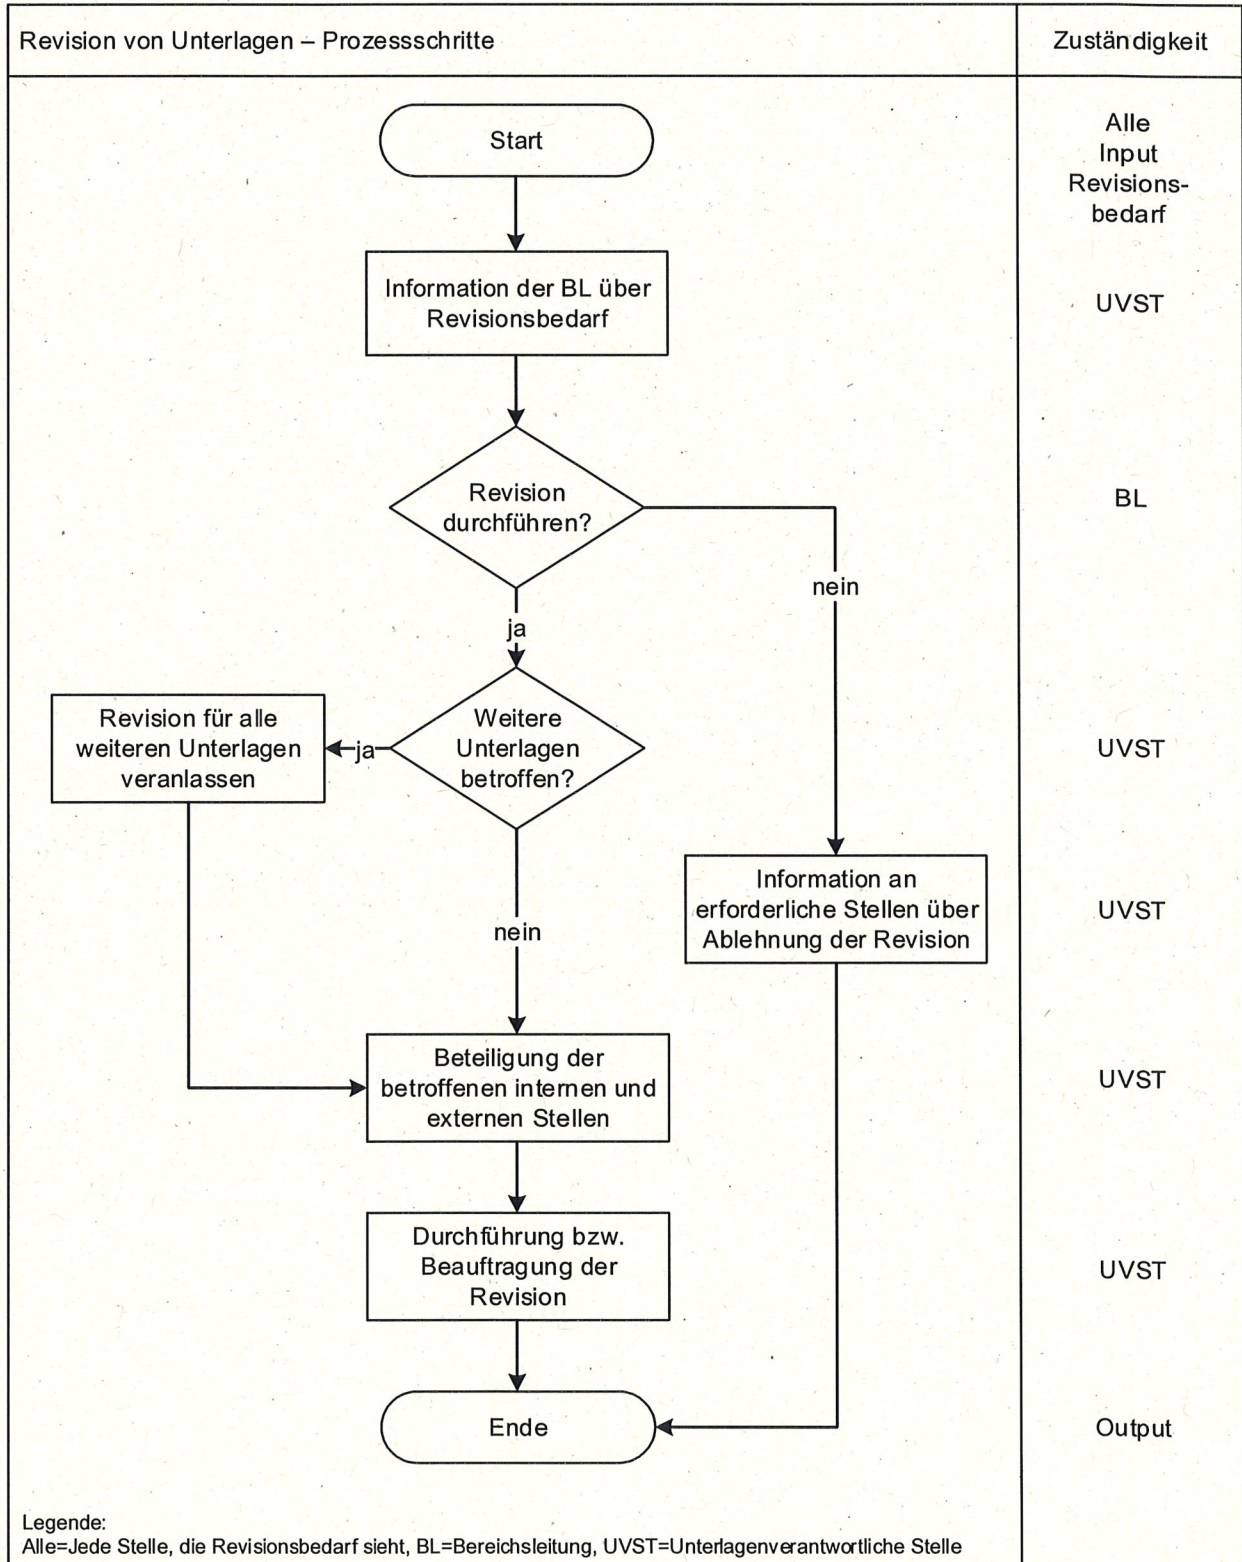 Revision von Unterlagen – Prozessschritte
Zuständigkeit
Start
Alle
Input
Revisions-
bedarf
Information der BL über
Revisionsbedarf
UVST
Revision
durchführen?
BL
nein
ja
Weitere
Unterlagen
betroffen?
ja
Revision für alle
weiteren Unterlagen
veranlassen
UVST
Information an
erforderliche Stellen über
Ablehnung der Revision
UVST
nein
Beteiligung der
betroffenen internen und
externen Stellen
UVST
Durchführung bzw.
Beauftragung der
Revision
UVST
Ende
Output
Legende:
Alle=Jede Stelle, die Revisionsbedarf sieht, BL=Bereichsleitung, UVST=Unterlagenverantwortliche Stelle